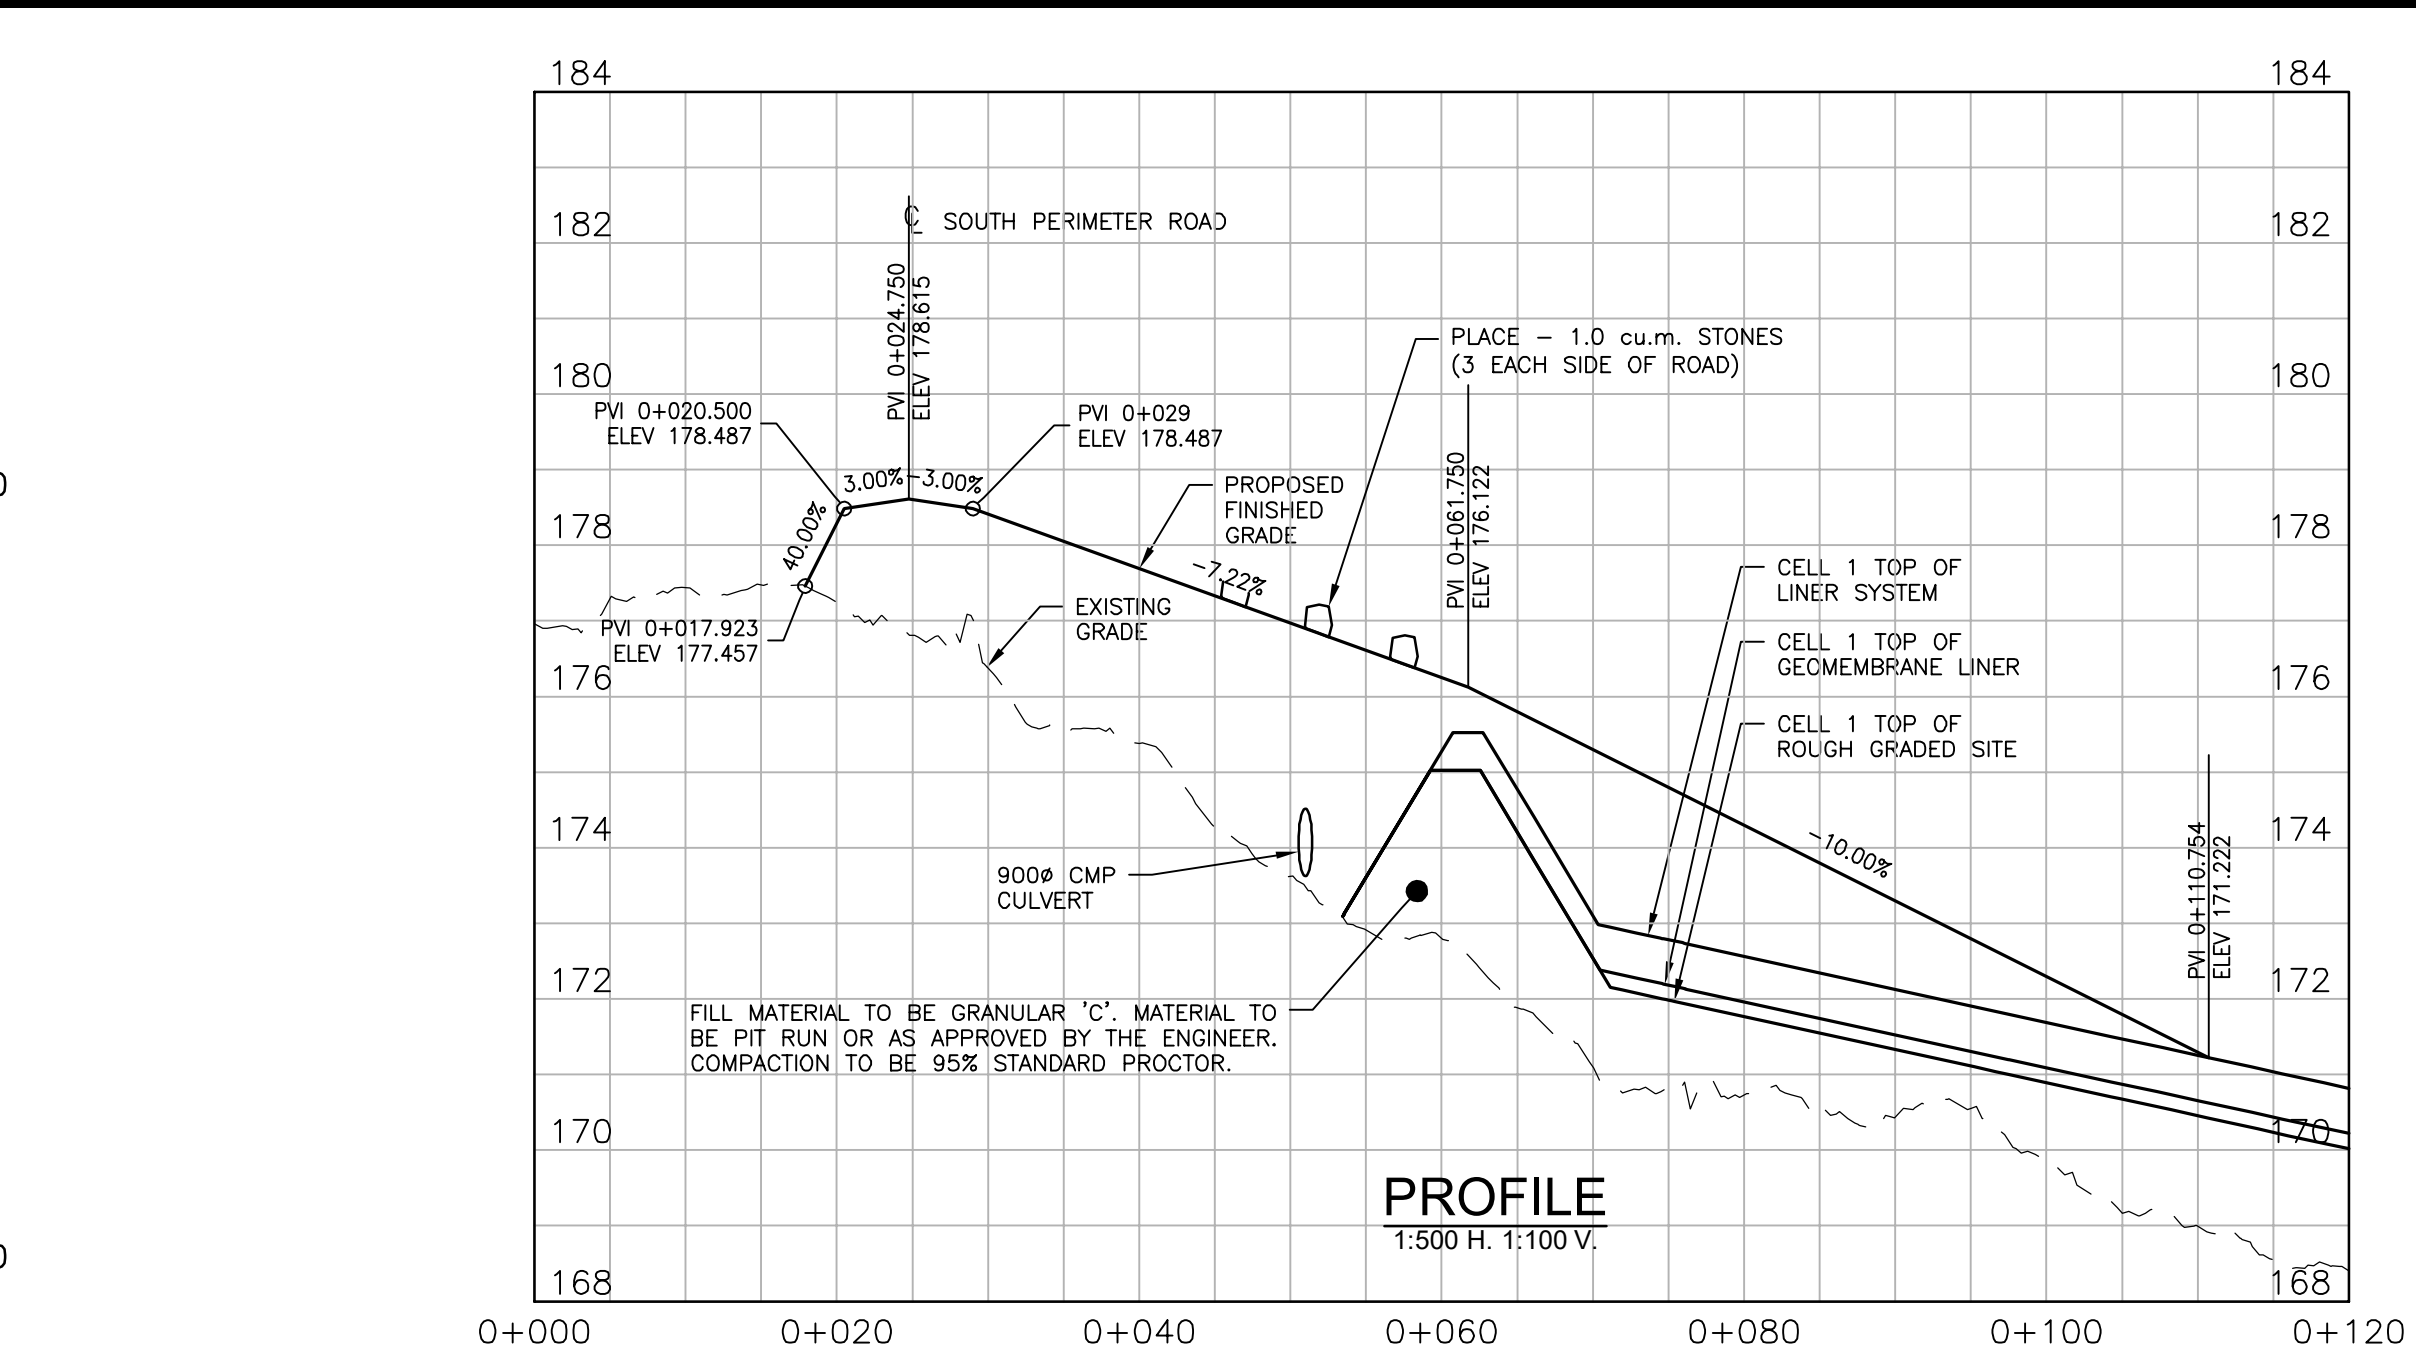 184
184
182
182
℄ SOUTH PERIMETER ROAD
PVI 0+024.750
ELEV 178.615
180
180
PLACE - 1.0 cu.m. STONES
(3 EACH SIDE OF ROAD)
PVI 0+020.500
ELEV 178.487
PVI 0+029
ELEV 178.487
3.00%
-3.00%
40.00%
PROPOSED
FINISHED
GRADE
PVI 0+061.750
ELEV 176.122
178
178
-7.22%
CELL 1 TOP OF
LINER SYSTEM
EXISTING
GRADE
PVI 0+017.923
ELEV 177.457
CELL 1 TOP OF
GEOMEMBRANE LINER
176
176
CELL 1 TOP OF
ROUGH GRADED SITE
174
174
-10.00%
PVI 0+110.754
ELEV 171.222
900ø CMP
CULVERT
172
172
FILL MATERIAL TO BE GRANULAR 'C'. MATERIAL TO
BE PIT RUN OR AS APPROVED BY THE ENGINEER.
COMPACTION TO BE 95% STANDARD PROCTOR.
170
170
PROFILE
1:500 H. 1:100 V.
168
168
0+000
0+020
0+040
0+060
0+080
0+100
0+120